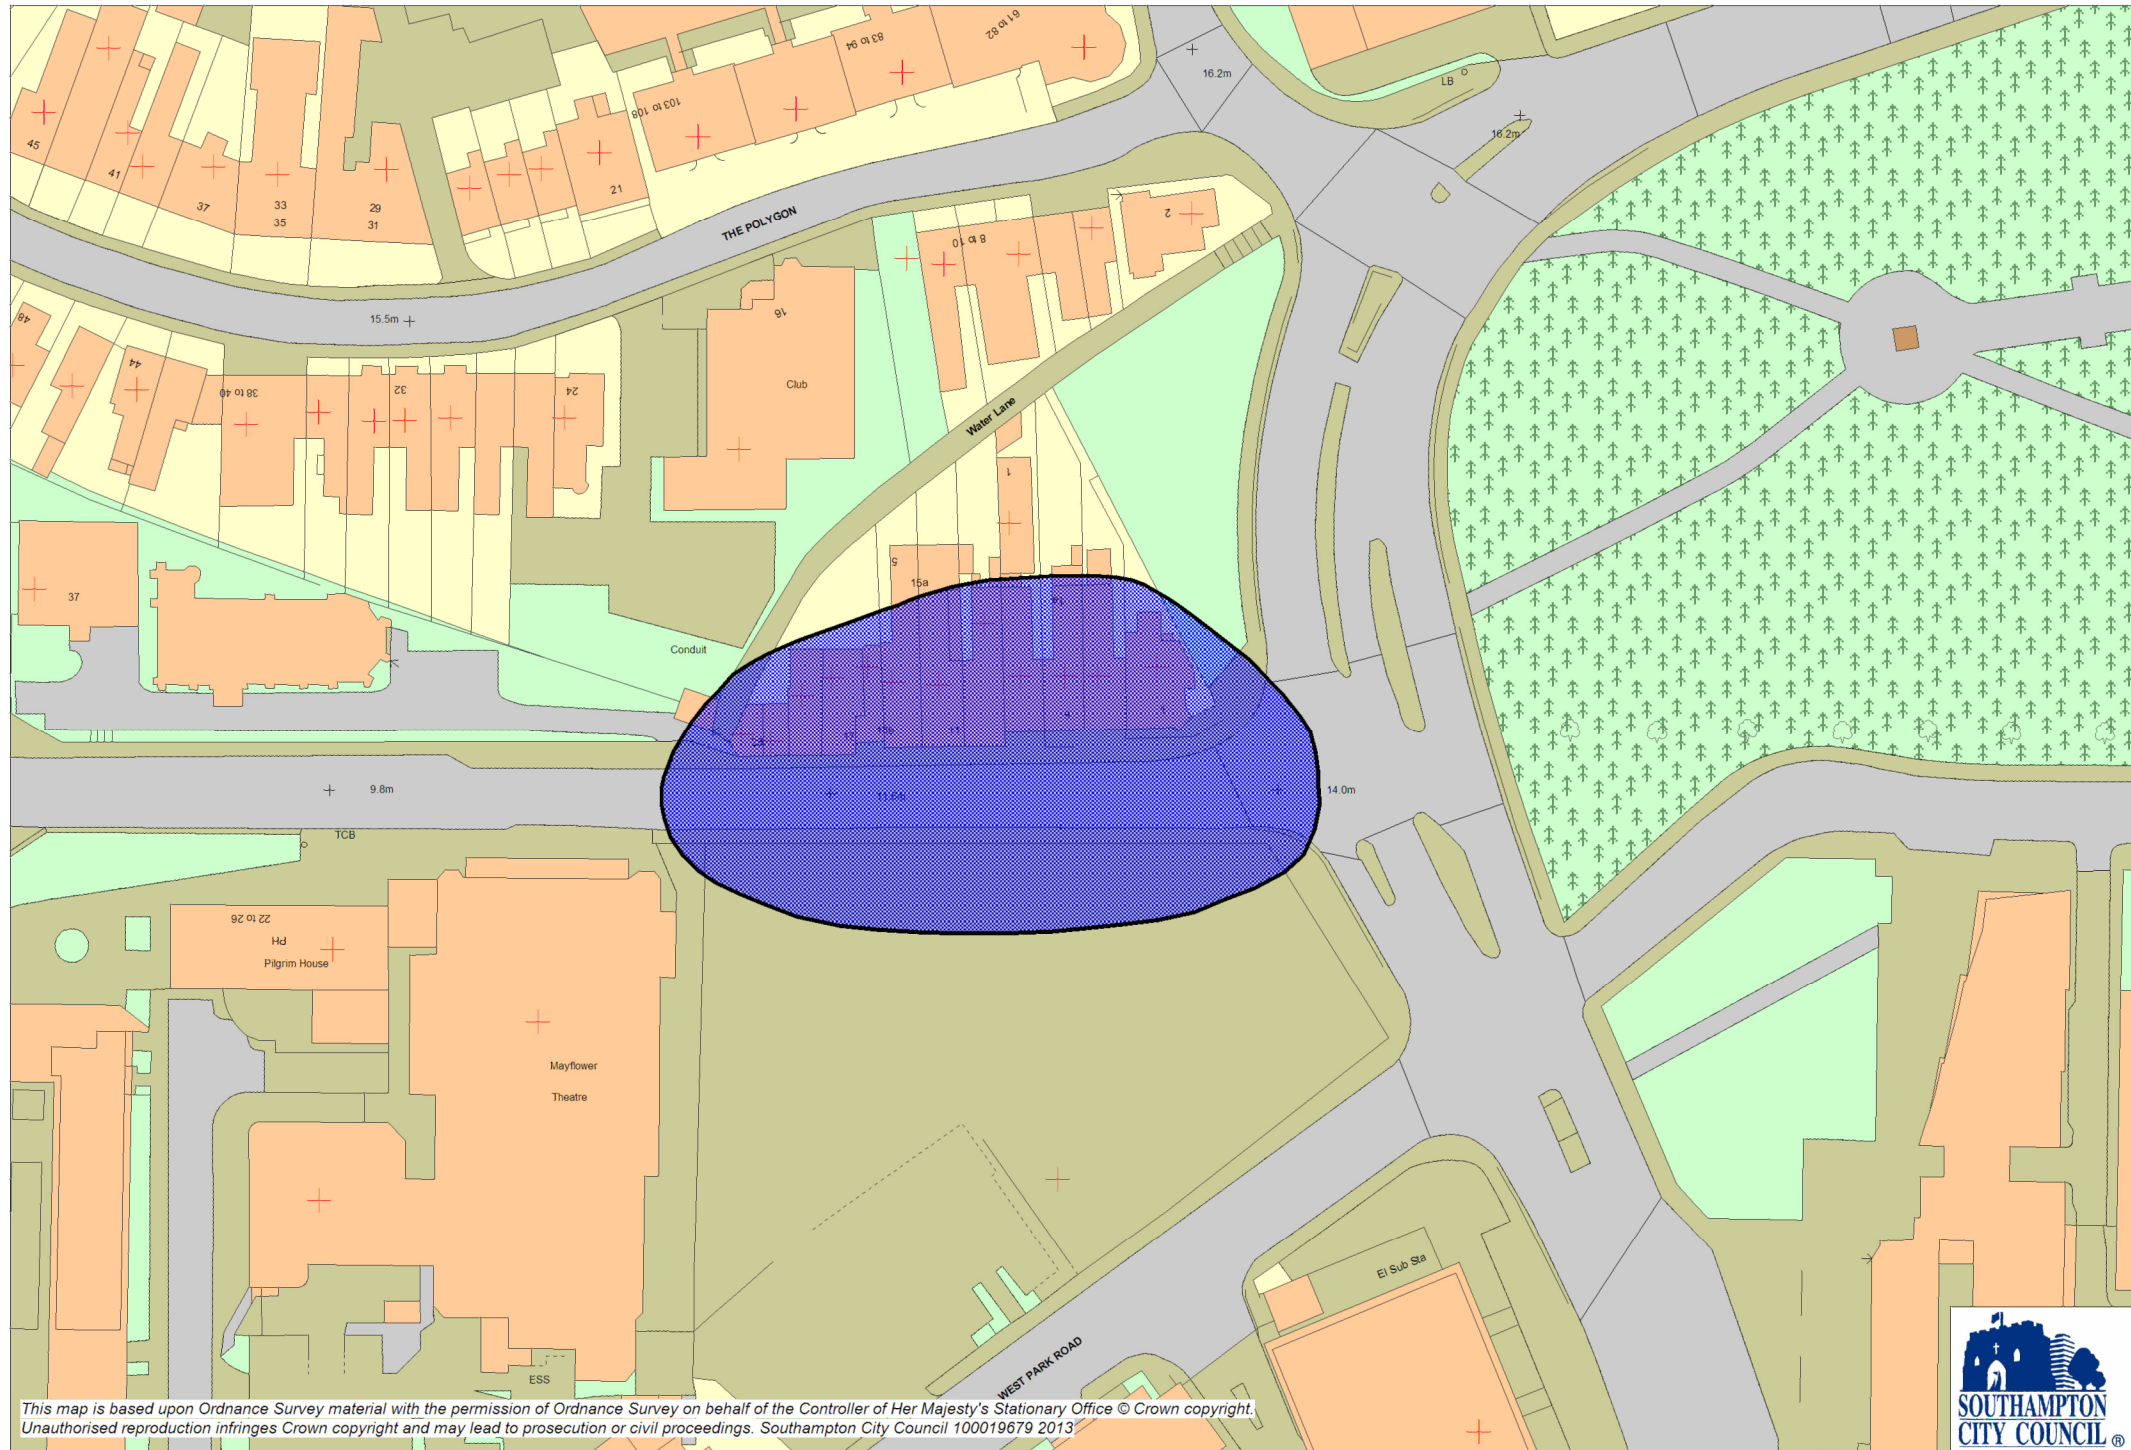 61 to 82
83 to 94
16.2m
LB
103 to 108
16.2m
45
41
37
33
35
29
31
21
THE POLYGON
2
8 to 10
15.5m
16
48
44
38 to 40
32
24
Club
Water Lane
1
5
15a
37
Conduit
4
1
9.8m
14.0m
TCB
22 to 26
PH
Pilgrim House
Mayflower
Theatre
El Sub Sta
WEST PARK ROAD
ESS
This map is based upon Ordnance Survey material with the permission of Ordnance Survey on behalf of the Controller of Her Majesty's Stationary Office © Crown copyright.
Unauthorised reproduction infringes Crown copyright and may lead to prosecution or civil proceedings. Southampton City Council 100019679 2013
SOUTHAMPTON
CITY COUNCIL ®